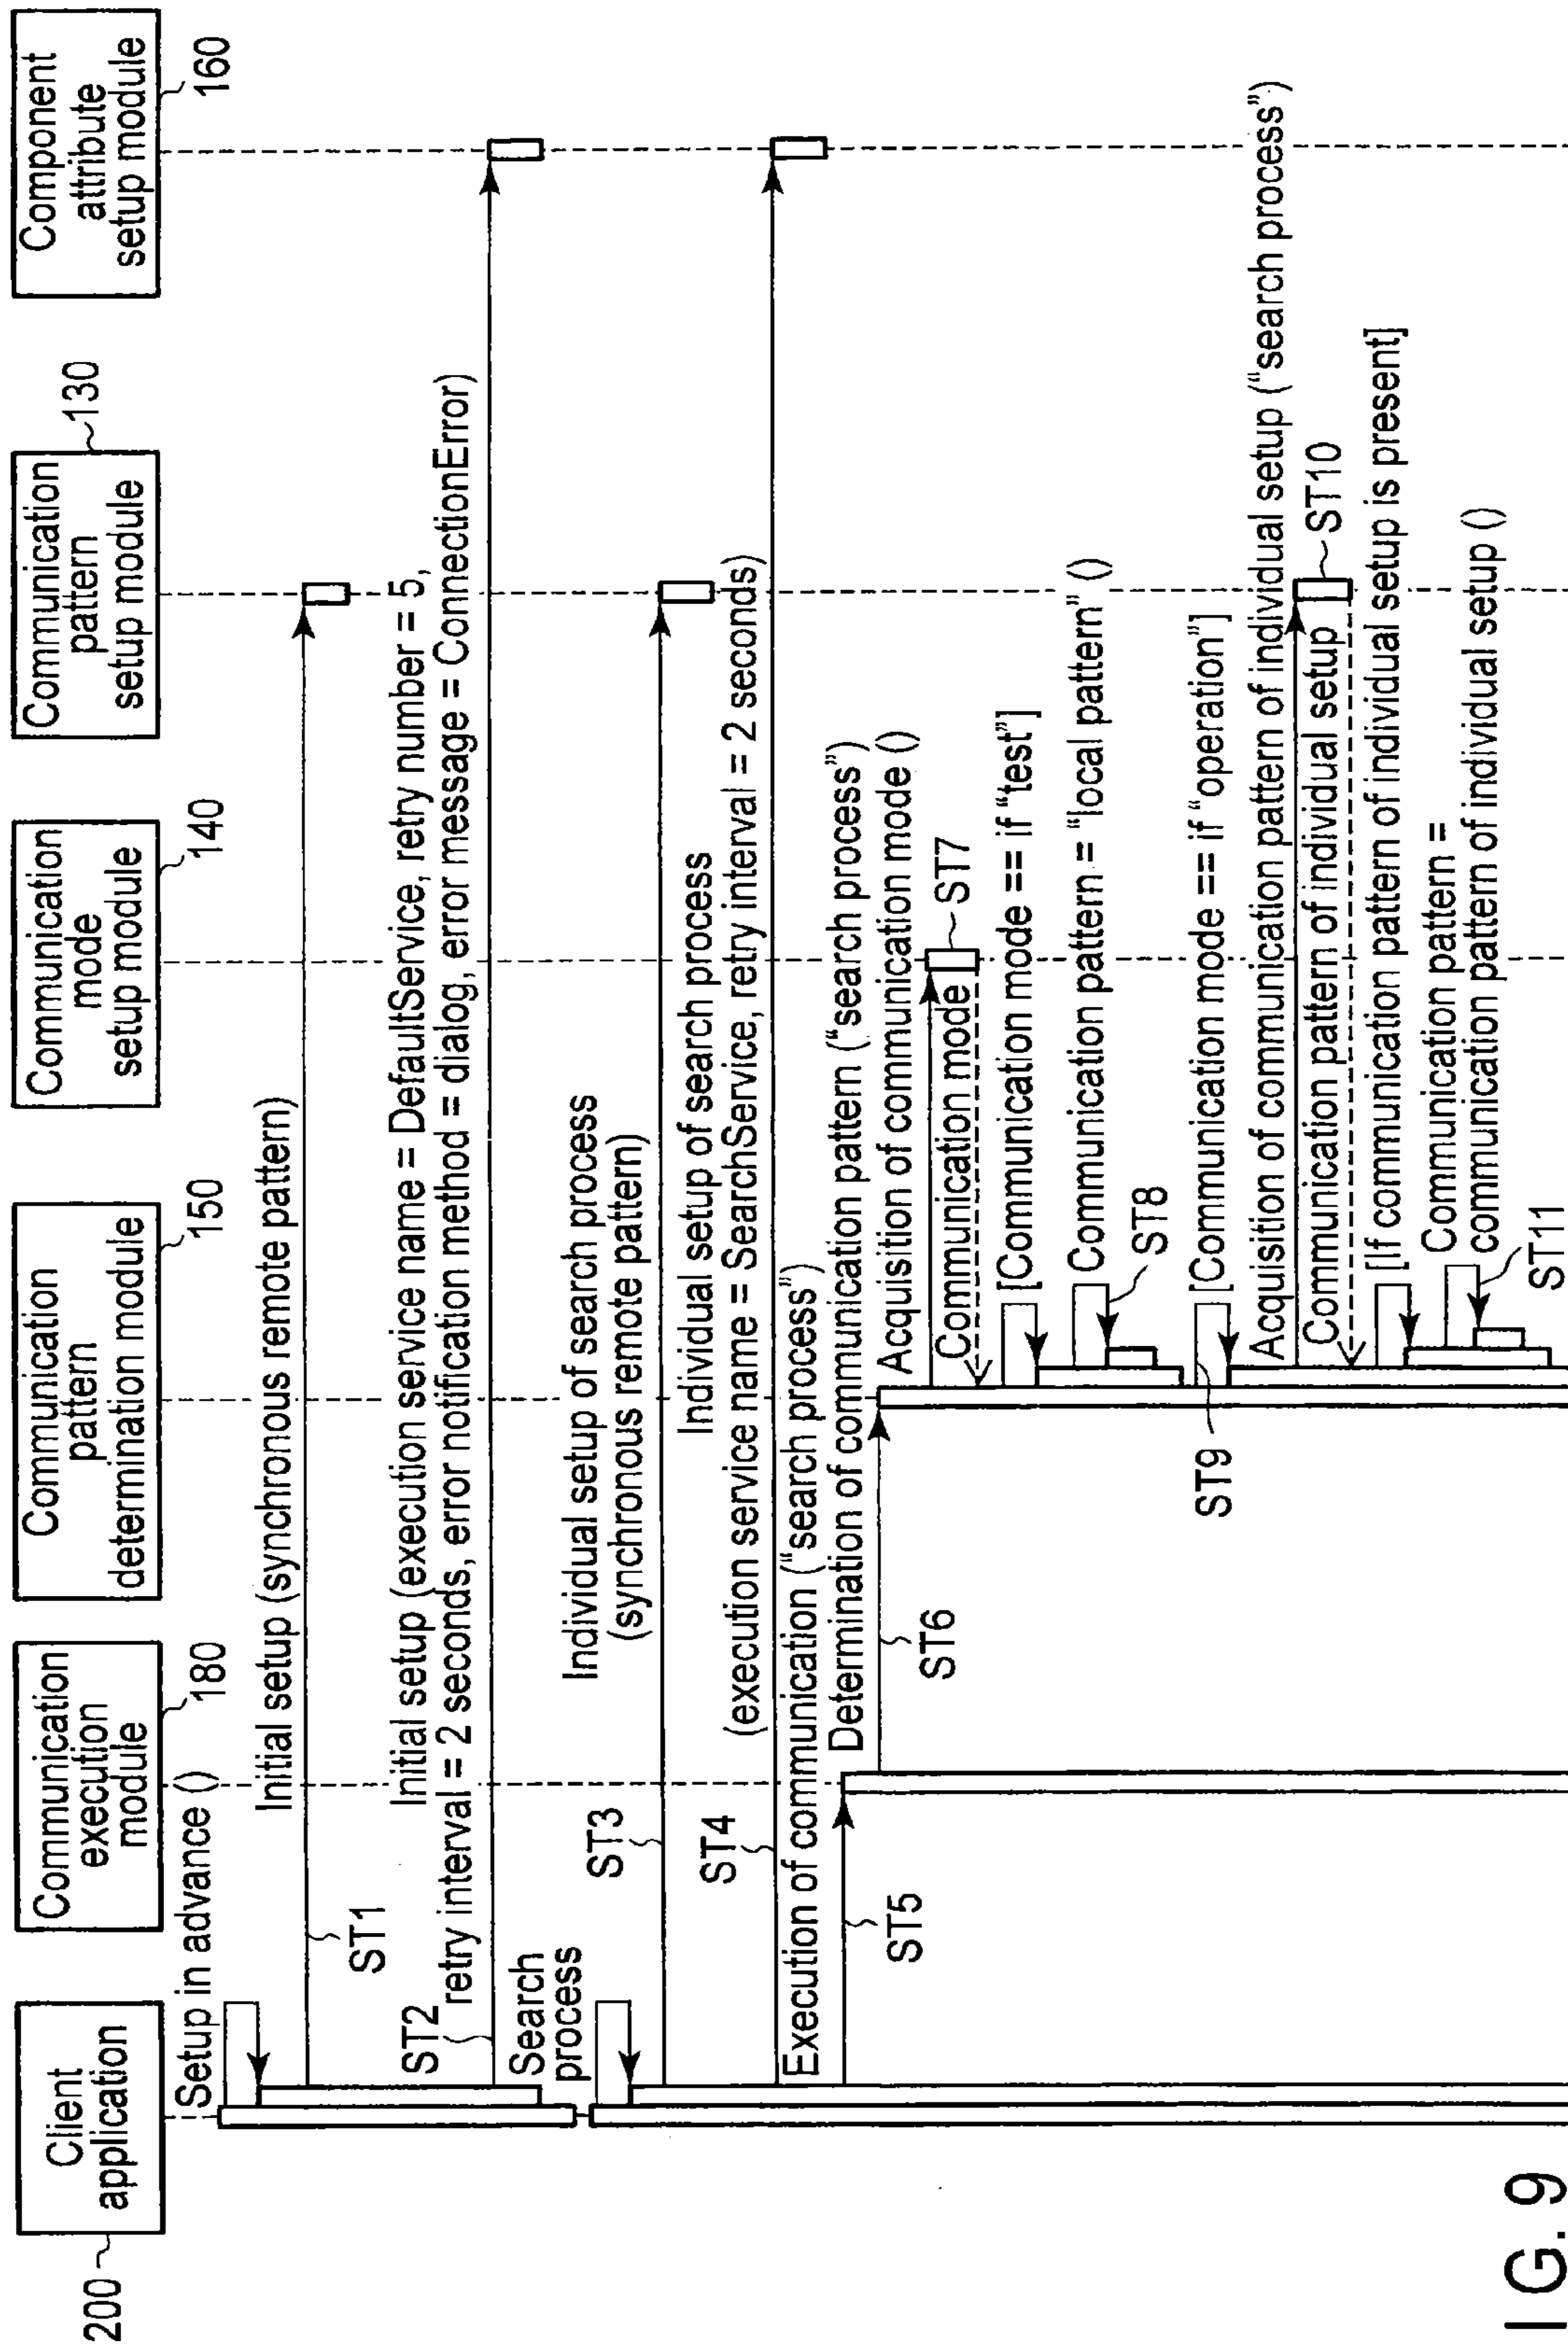 200
Client
application
Communication
execution
module
180
Communication
pattern
determination module
150
Communication
mode
setup module
140
Communication
pattern
setup module
130
Component
attribute
setup module
160
Setup in advance ()
Initial setup (synchronous remote pattern)
ST1
Initial setup (execution service name = DefaultService, retry number = 5,
retry interval = 2 seconds, error notification method = dialog, error message = ConnectionError)
ST2
Search
process
Individual setup of search process
(synchronous remote pattern)
ST3
Individual setup of search process
(execution service name = SearchService, retry interval = 2 seconds)
ST4
Execution of communication (“search process”)
ST5
Determination of communication pattern (“search process”)
ST6
Acquisition of communication mode ()
Communication mode
ST7
[Communication mode == if “test”]
Communication pattern = “local pattern” ()
ST8
[Communication mode == if “operation”]
ST9
Acquisition of communication pattern of individual setup (“search process”)
Communication pattern of individual setup
ST10
[If communication pattern of individual setup is present]
Communication pattern =
communication pattern of individual setup ()
ST11
I G. 9